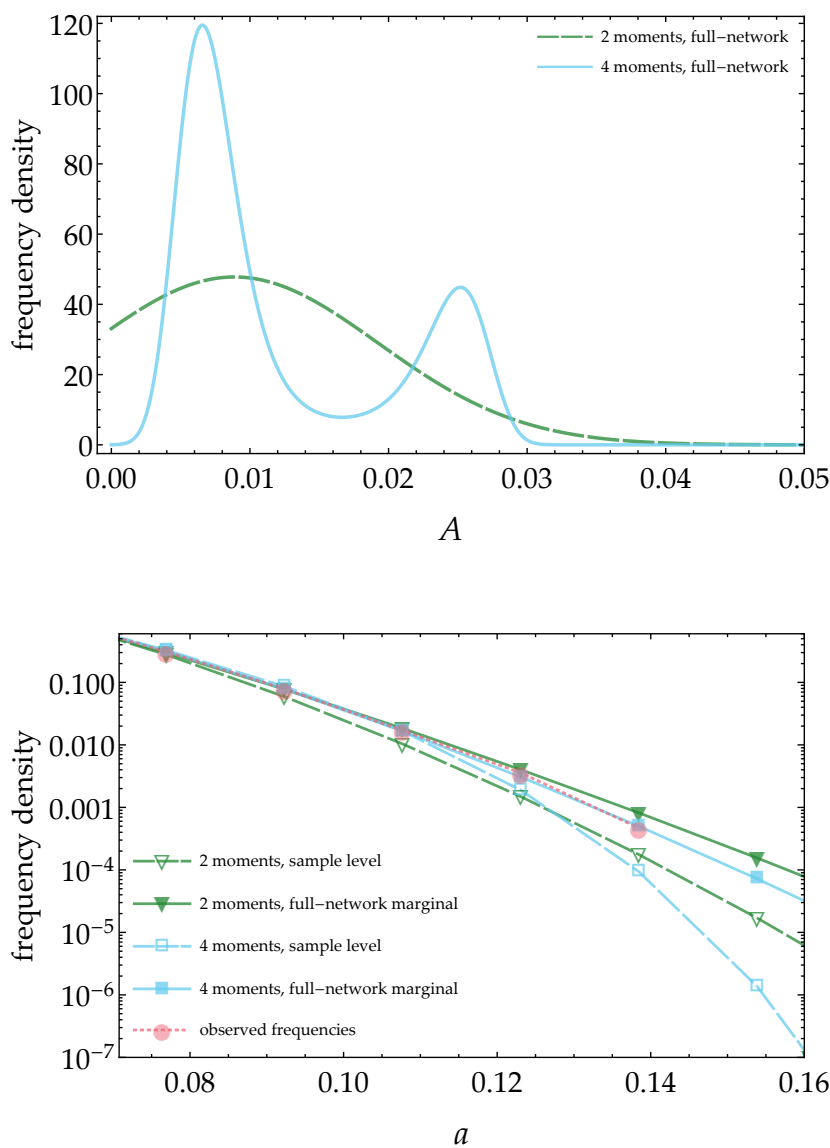 120
100
80
60
40
20
0
frequency density
2 moments, full−network
4 moments, full−network
0.00 0.01 0.02 0.03 0.04 0.05
A
0.100
0.010
0.001
10⁻⁴
10⁻⁵
10⁻⁶
10⁻⁷
frequency density
2 moments, sample level
2 moments, full−network marginal
4 moments, sample level
4 moments, full−network marginal
observed frequencies
0.08 0.10 0.12 0.14 0.16
a